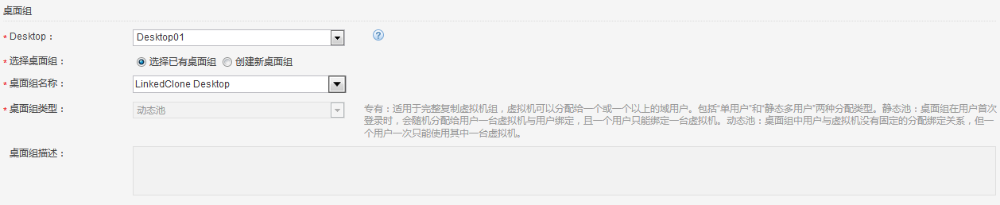 桌面组
* Desktop： Desktop01 ?
* 选择桌面组： 选择已有桌面组 创建新桌面组
* 桌面组名称： LinkedClone Desktop
* 桌面组类型： 动态池
专有：适用于完整复制虚拟机组，虚拟机可以分配给一个或一个以上的域用户。包括“单用户”和“静态多用户”两种分配类型。静态池：桌面组在用户首次
登录时，会随机分配给用户一台虚拟机与用户绑定，且一个用户只能绑定一台虚拟机。动态池：桌面组中用户与虚拟机没有固定的分配绑定关系，但一
个用户一次只能使用其中一台虚拟机。
桌面组描述：